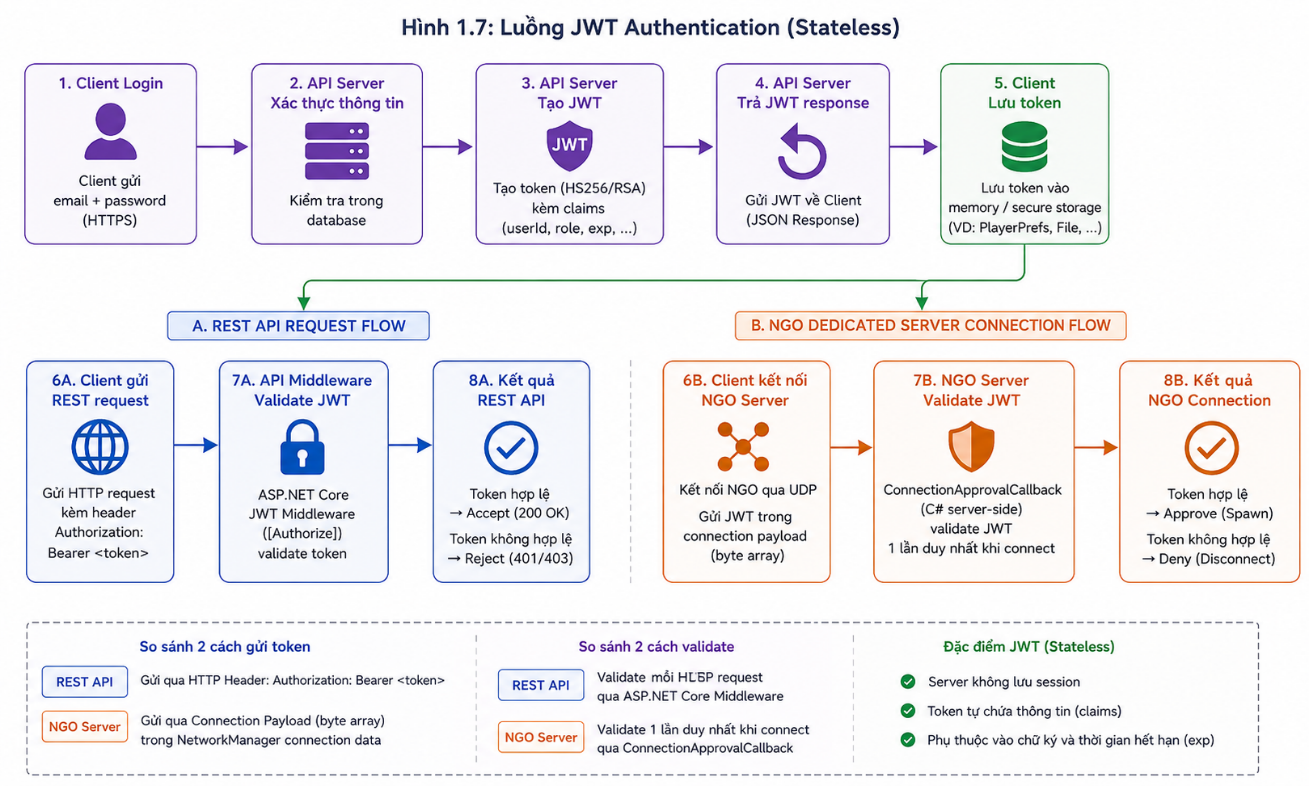 Hình 1.7: Luồng JWT Authentication (Stateless)
1. Client Login
Client gửi
email + password
(HTTPS)
2. API Server
Xác thực thông tin
Kiểm tra trong
database
3. API Server
Tạo JWT
JWT
Tạo token (HS256/RSA)
kèm claims
(userId, role, exp, ...)
4. API Server
Trả JWT response
Gửi JWT về Client
(JSON Response)
5. Client
Lưu token
Lưu token vào
memory / secure storage
(VD: PlayerPrefs, File, ...)
A. REST API REQUEST FLOW
6A. Client gửi
REST request
Gửi HTTP request
kèm header
Authorization:
Bearer <token>
7A. API Middleware
Validate JWT
ASP.NET Core
JWT Middleware
([Authorize])
validate token
8A. Kết quả
REST API
Token hợp lệ
→ Accept (200 OK)
Token không hợp lệ
→ Reject (401/403)
B. NGO DEDICATED SERVER CONNECTION FLOW
6B. Client kết nối
NGO Server
Kết nối NGO qua UDP
Gửi JWT trong
connection payload
(byte array)
7B. NGO Server
Validate JWT
ConnectionApprovalCallback
(C# server-side)
validate JWT
1 lần duy nhất khi connect
8B. Kết quả
NGO Connection
Token hợp lệ
→ Approve (Spawn)
Token không hợp lệ
→ Deny (Disconnect)
So sánh 2 cách gửi token
REST API
Gửi qua HTTP Header: Authorization: Bearer <token>
NGO Server
Gửi qua Connection Payload (byte array)
trong NetworkManager connection data
So sánh 2 cách validate
REST API
Validate mỗi request
qua ASP.NET Core Middleware
NGO Server
Validate 1 lần duy nhất khi connect
qua ConnectionApprovalCallback
Đặc điểm JWT (Stateless)
Server không lưu session
Token tự chứa thông tin (claims)
Phụ thuộc vào chữ ký và thời gian hết hạn (exp)